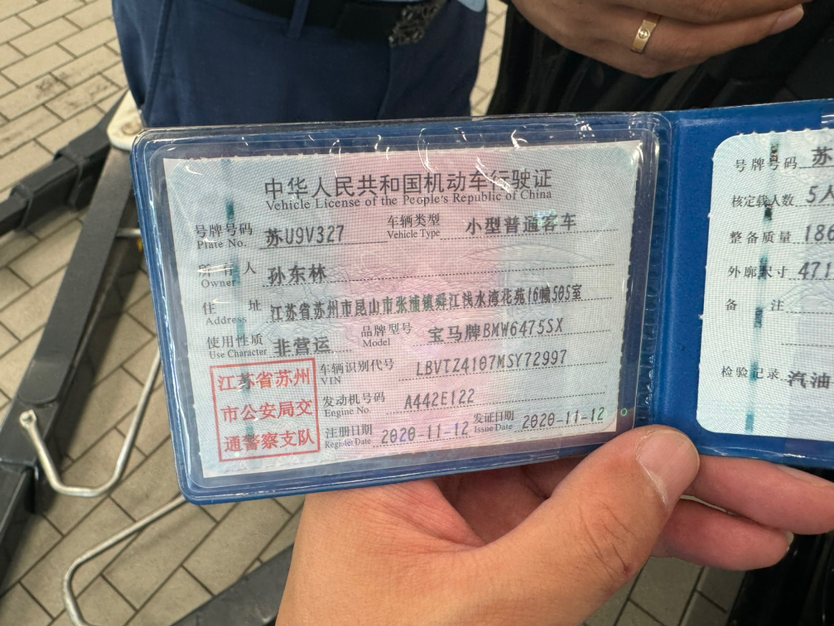 中华人民共和国机动车行驶证
Vehicle License of the People's Republic of China
号牌号码 苏U9V327 车辆类型 小型普通客车
Plate No. Vehicle Type
所有人 孙东林
Owner
住址 江苏省苏州市昆山市张浦镇舜江浅水湾花苑16幢505室
Address
使用性质 非营运 品牌型号 宝马牌BMW6475SX
Use Character Model
江苏省苏州
市公安局交
通警察支队
车辆识别代号 LBVTZ4107MSY72997
VIN
发动机号码 A442E122
Engine No.
注册日期 2020-11-12 发证日期 2020-11-12
Register Date Issue Date
号牌号码 苏
核定载人数 5人
整备质量 186
外廓尺寸 471
备注
检验记录 汽油